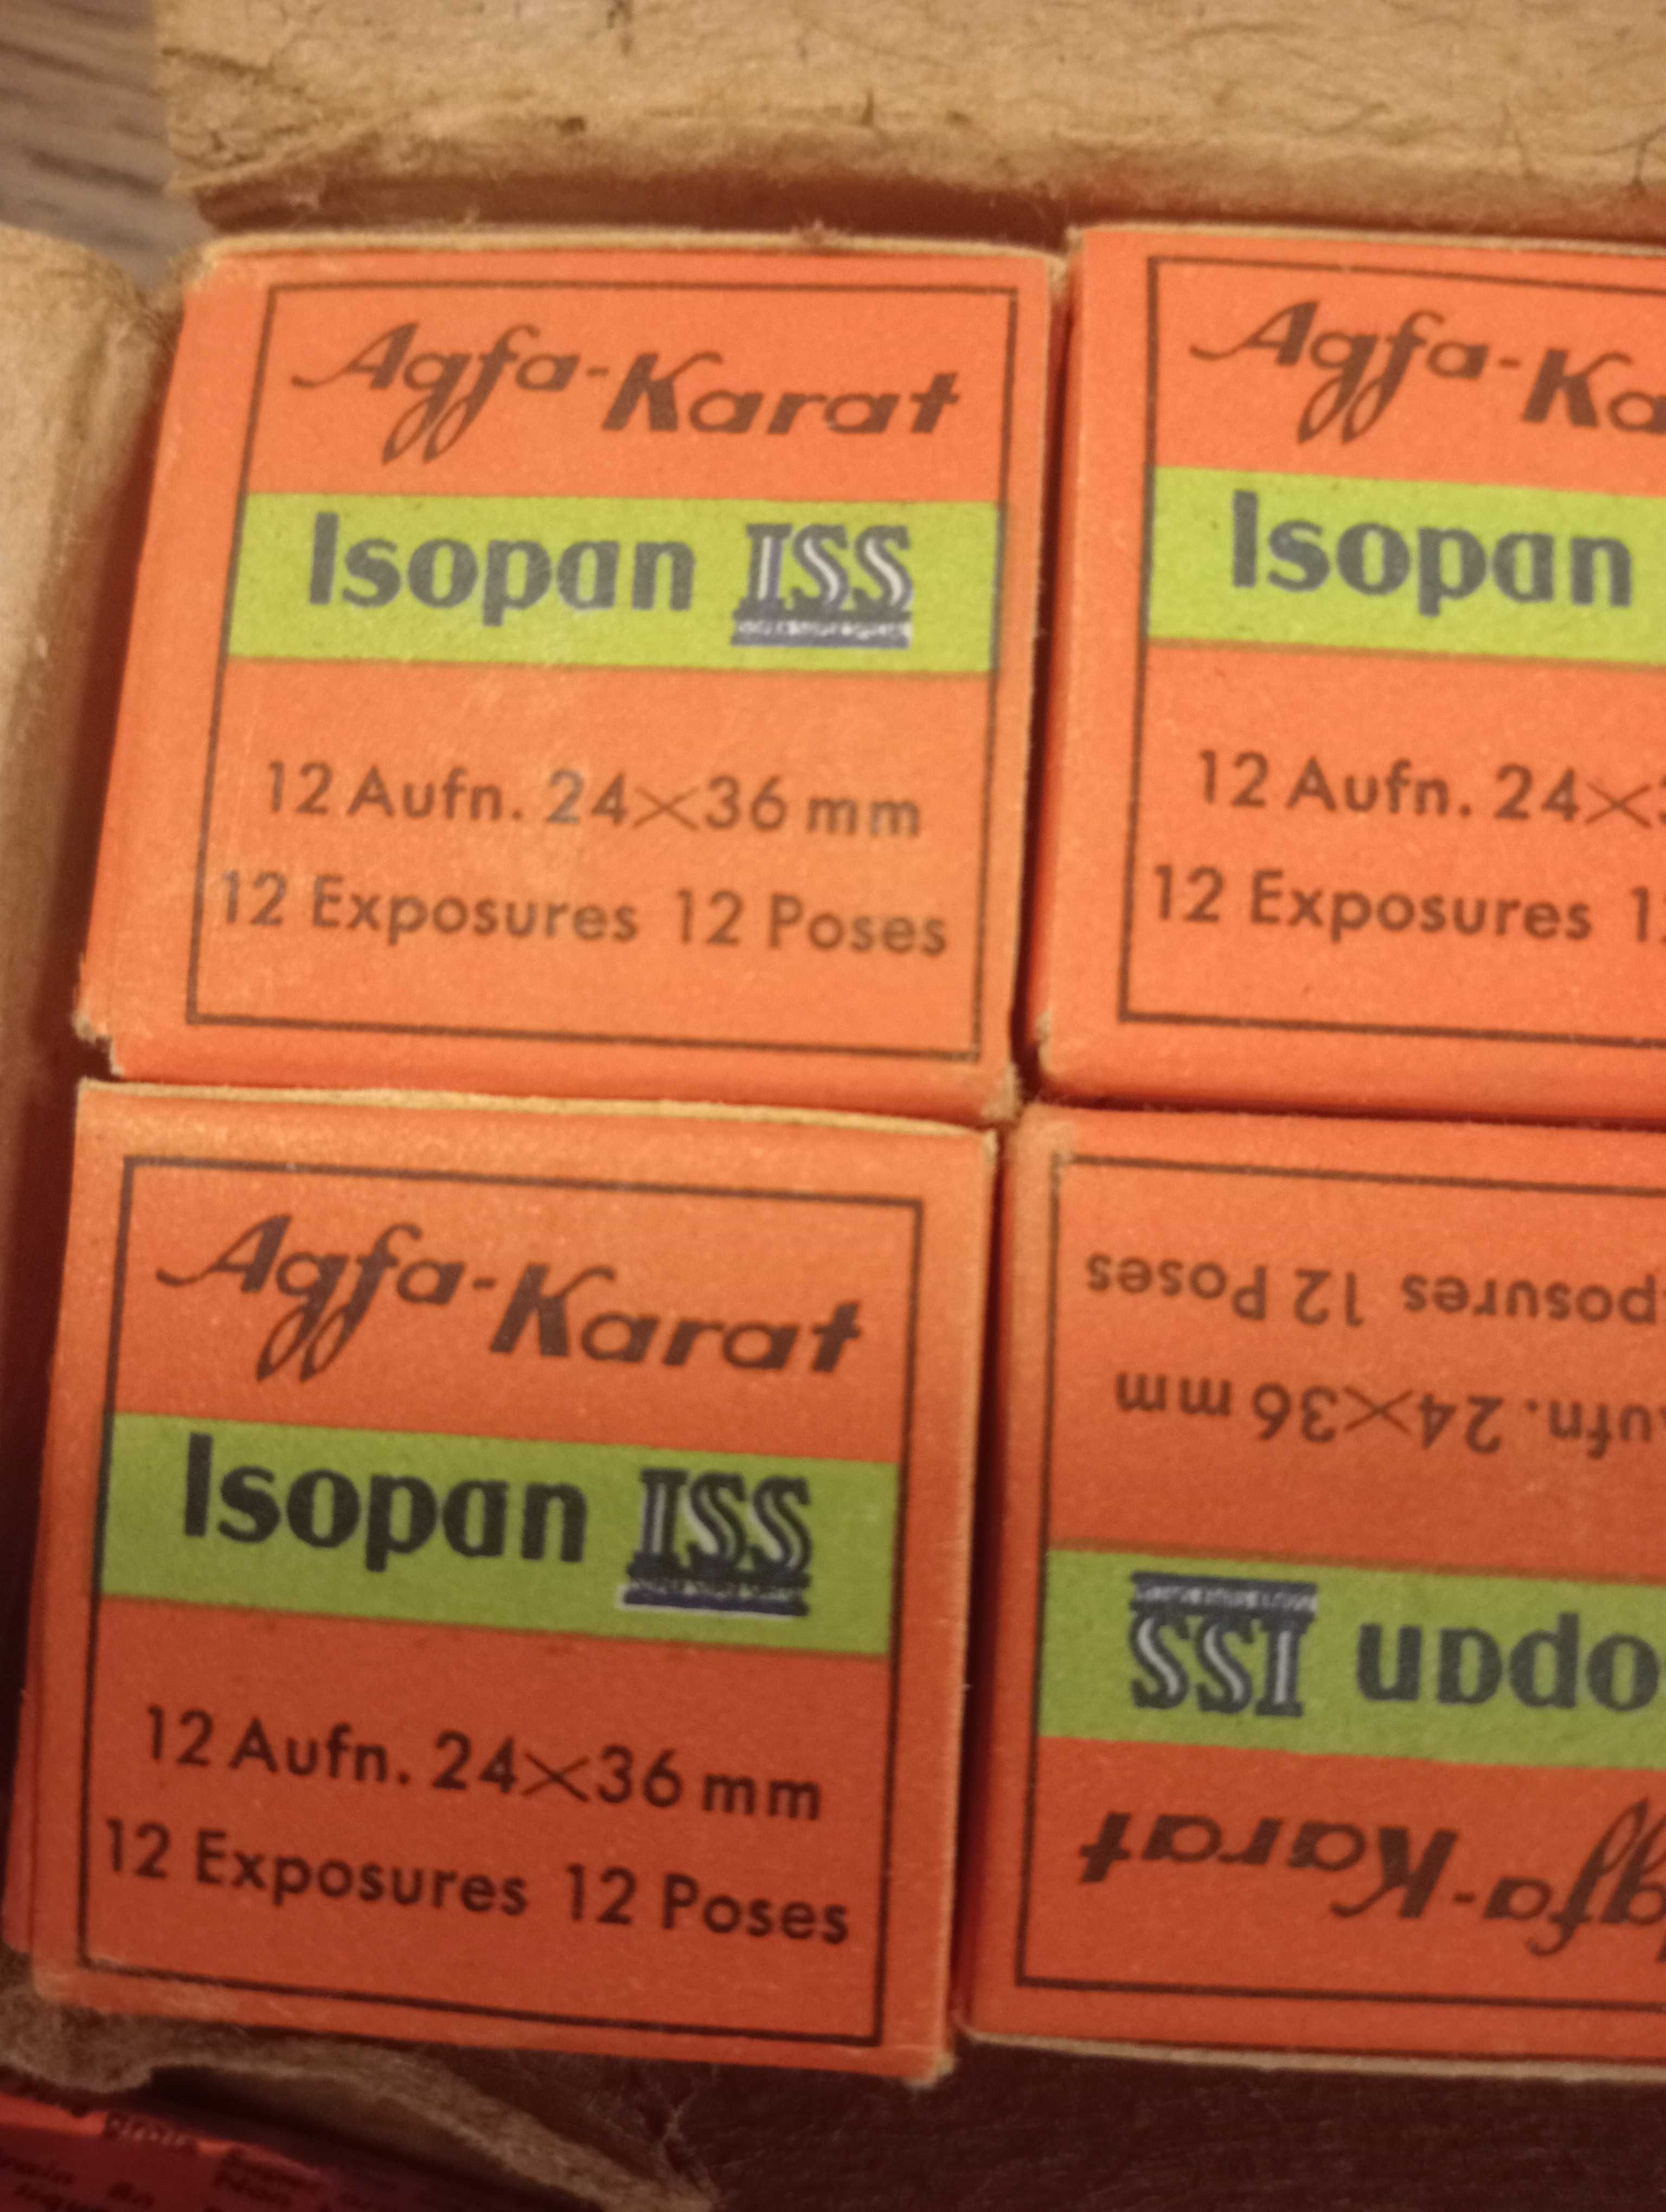 Agfa-Karat
Isopan ISS
12 Aufn. 24×36 mm
12 Exposures 12 Poses
Agfa-Ka
Isopan
12 Aufn. 24×3
12 Exposures 12
Agfa-Karat
Isopan ISS
12 Aufn. 24×36 mm
12 Exposures 12 Poses
gfa-Karat
opan ISS
ufn. 24×36 mm
posures 12 Poses